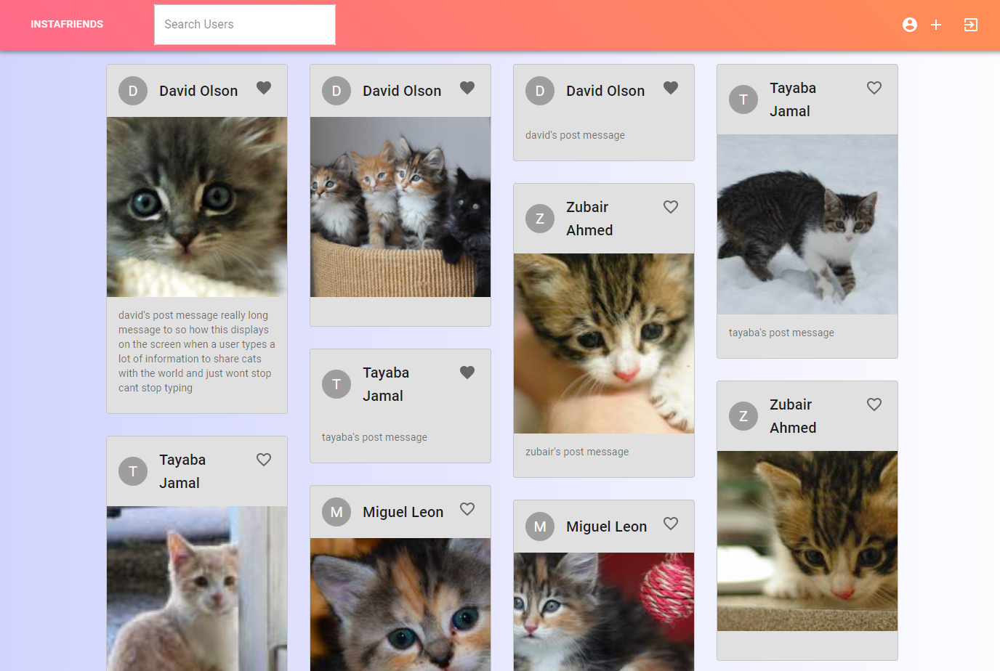 INSTAFRIENDS
Search Users
D
David Olson
david's post message really long
message to so how this displays
on the screen when a user types a
lot of information to share cats
with the world and just wont stop
cant stop typing
T
Tayaba
Jamal
D
David Olson
T
Tayaba
Jamal
tayaba's post message
M
Miguel Leon
D
David Olson
david's post message
Z
Zubair
Ahmed
zubair's post message
M
Miguel Leon
T
Tayaba
Jamal
tayaba's post message
Z
Zubair
Ahmed